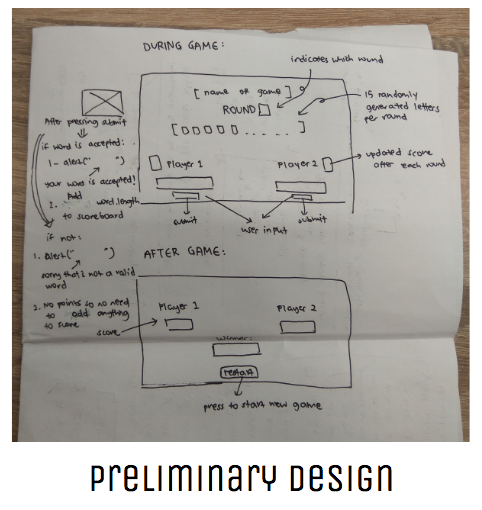 DURING GAME:
indicates which round
[name of game]
ROUND
15 randomly
generated letters
per round
After pressing submit
if word is accepted:
1- alert(" ")
your word is accepted!
2. Add word.length
to scoreboard
Player 1
Player 2
updated score
after each round
submit
user input
submit
if not:
1. Alert(" ")
sorry that's not a valid
word
2. No points so no need
to add anything
to score
AFTER GAME:
Player 1
Player 2
score
winner:
restart
press to start new game
PRELIMINARY DESIGN